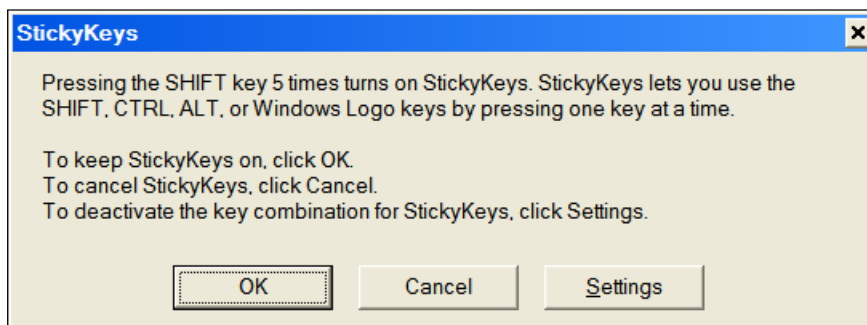 StickyKeys
Pressing the SHIFT key 5 times turns on StickyKeys. StickyKeys lets you use the
SHIFT, CTRL, ALT, or Windows Logo keys by pressing one key at a time.
To keep StickyKeys on, click OK.
To cancel StickyKeys, click Cancel.
To deactivate the key combination for StickyKeys, click Settings.
OK Cancel Settings